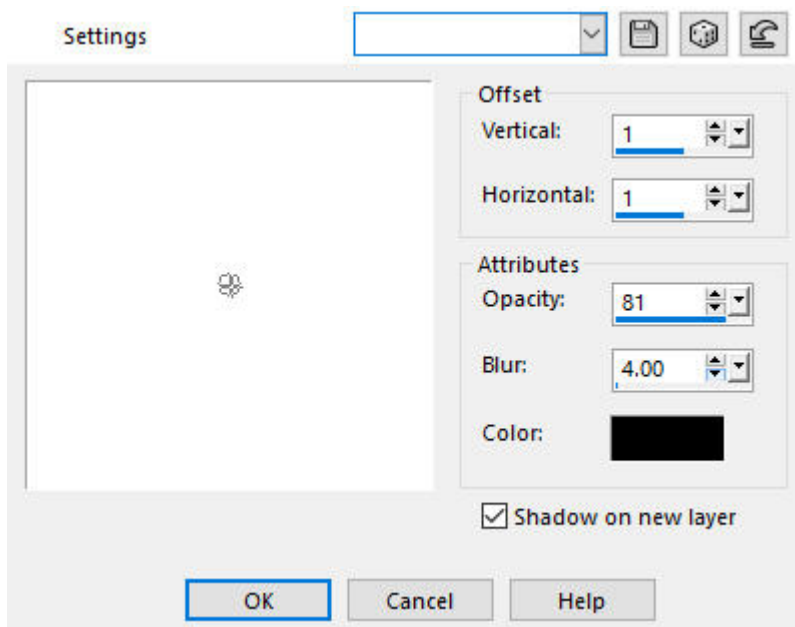 Settings
Offset
Vertical: 1
Horizontal: 1
Attributes
Opacity: 81
Blur: 4.00
Color:
Shadow on new layer
OK Cancel Help